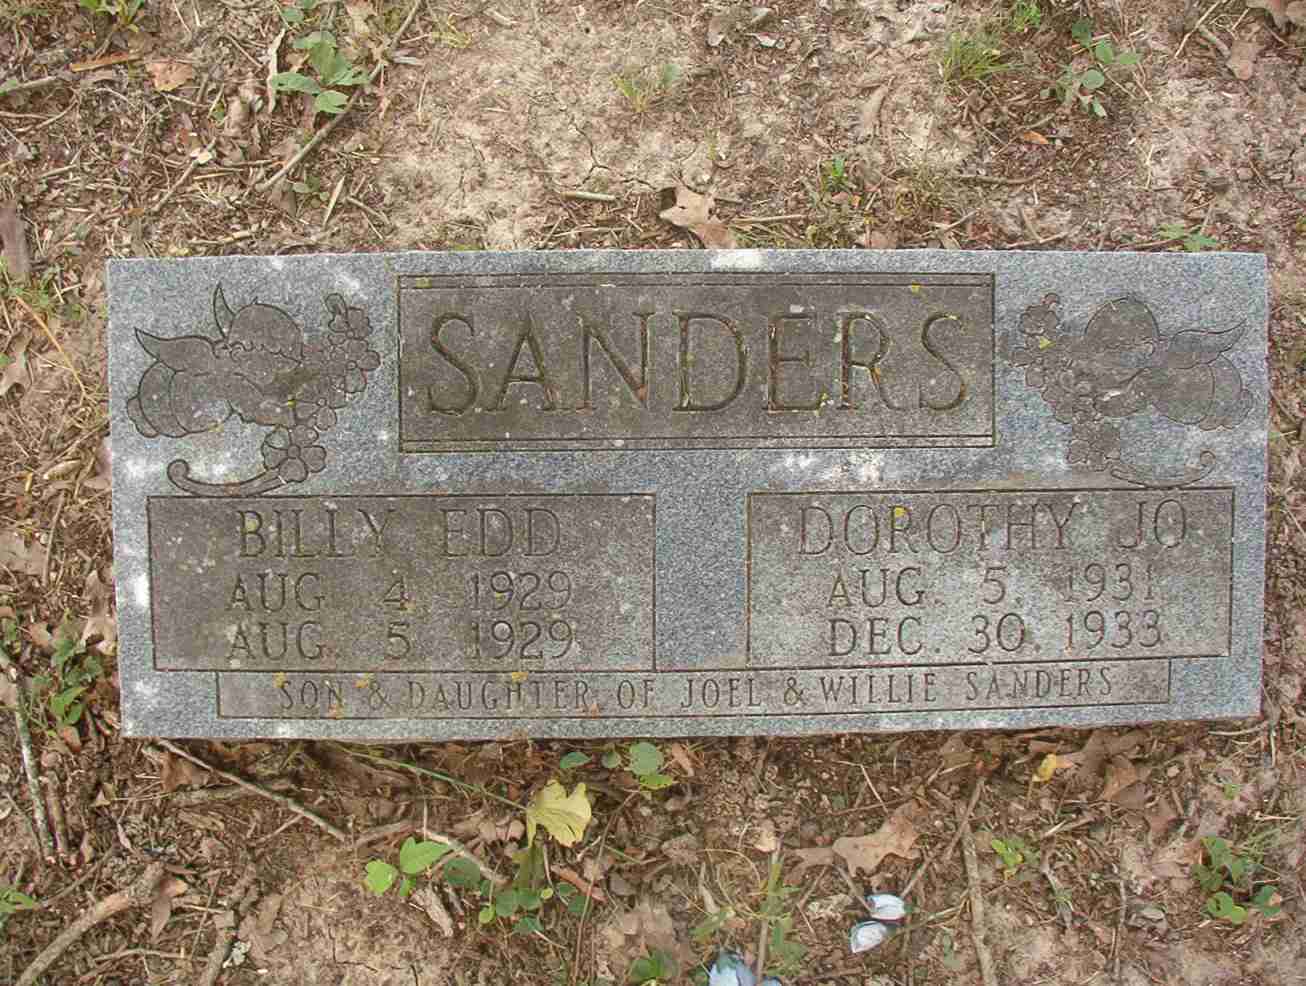 SANDERS
BILLY EDD
AUG. 4. 1929
AUG. 5. 1929
DOROTHY JO
AUG. 5. 1931
DEC. 30. 1933
SON & DAUGHTER OF JOEL & WILLIE SANDERS